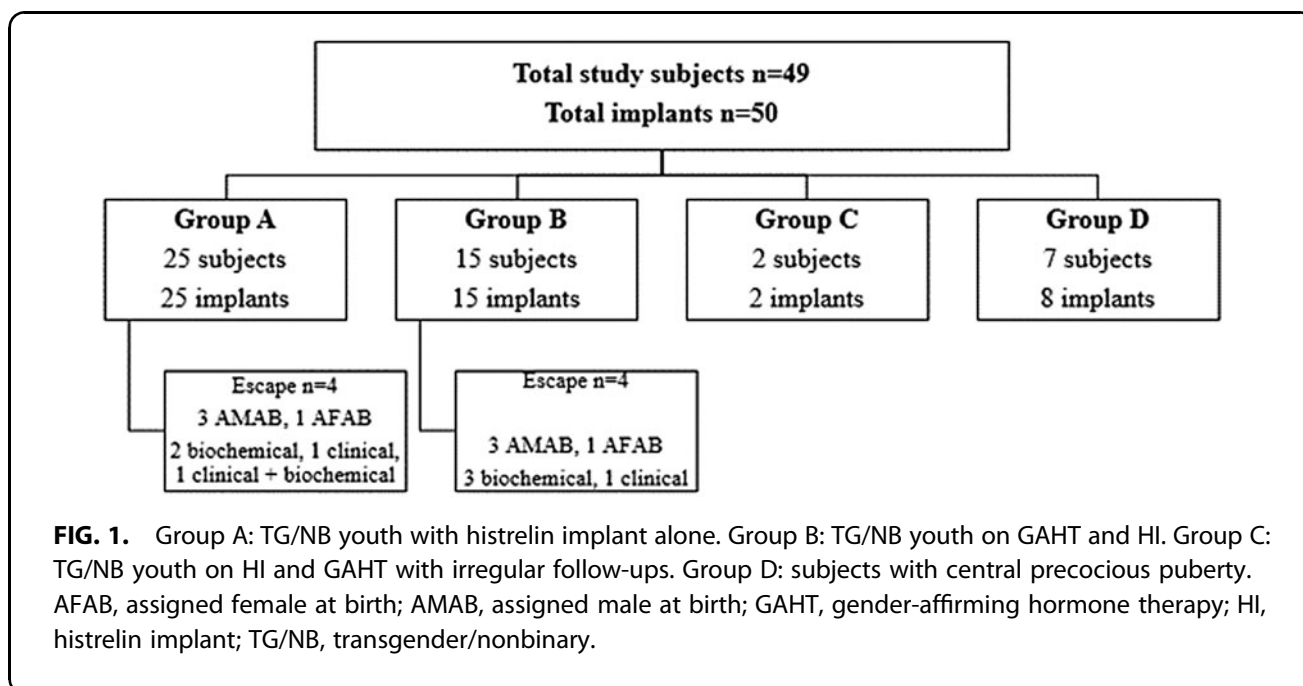 Total study subjects n=49
Total implants n=50
Group A
25 subjects
25 implants
Group B
15 subjects
15 implants
Group C
2 subjects
2 implants
Group D
7 subjects
8 implants
Escape n=4
3 AMAB, 1 AFAB
2 biochemical, 1 clinical,
1 clinical + biochemical
Escape n=4
3 AMAB, 1 AFAB
3 biochemical, 1 clinical
FIG. 1. Group A: TG/NB youth with histrelin implant alone. Group B: TG/NB youth on GAHT and HI. Group C:
TG/NB youth on HI and GAHT with irregular follow-ups. Group D: subjects with central precocious puberty.
AFAB, assigned female at birth; AMAB, assigned male at birth; GAHT, gender-affirming hormone therapy; HI,
histrelin implant; TG/NB, transgender/nonbinary.